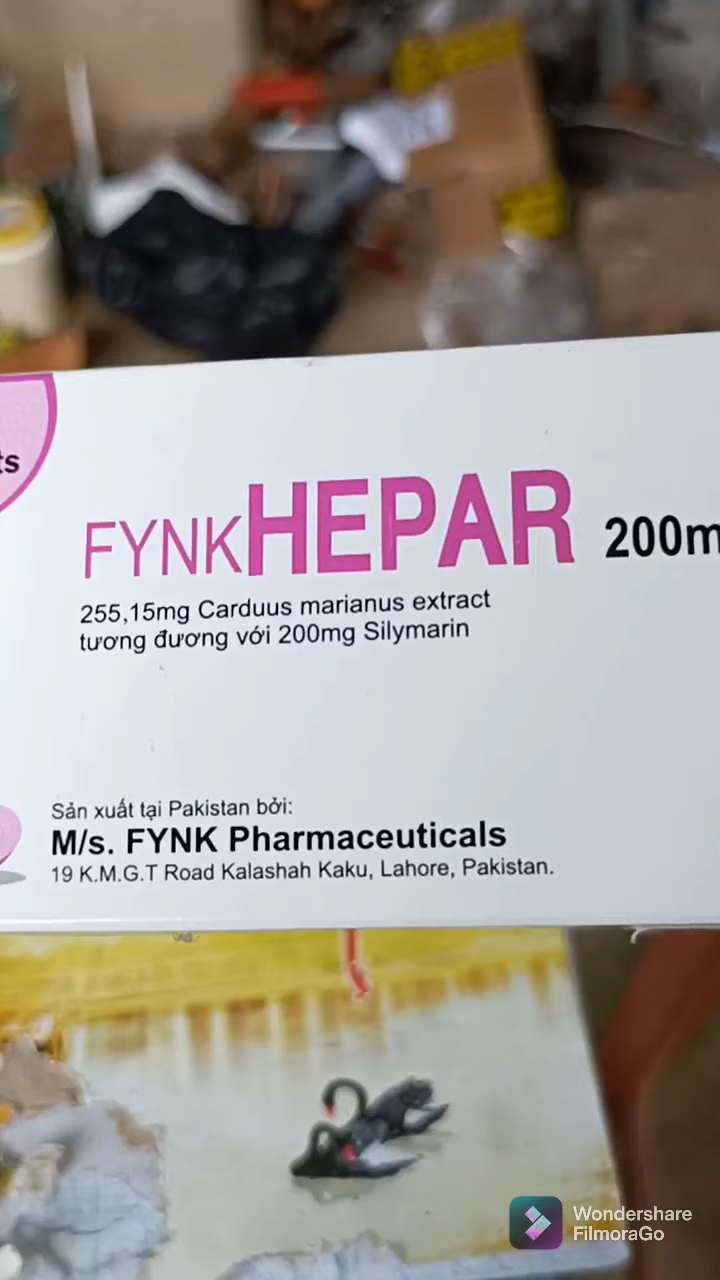 ts
FYNKHEPAR 200m
255,15mg Carduus marianus extract
tương đương với 200mg Silymarin
Sản xuất tại Pakistan bởi:
M/s. FYNK Pharmaceuticals
19 K.M.G.T Road Kalashah Kaku, Lahore, Pakistan.
Wondershare
FilmoraGo